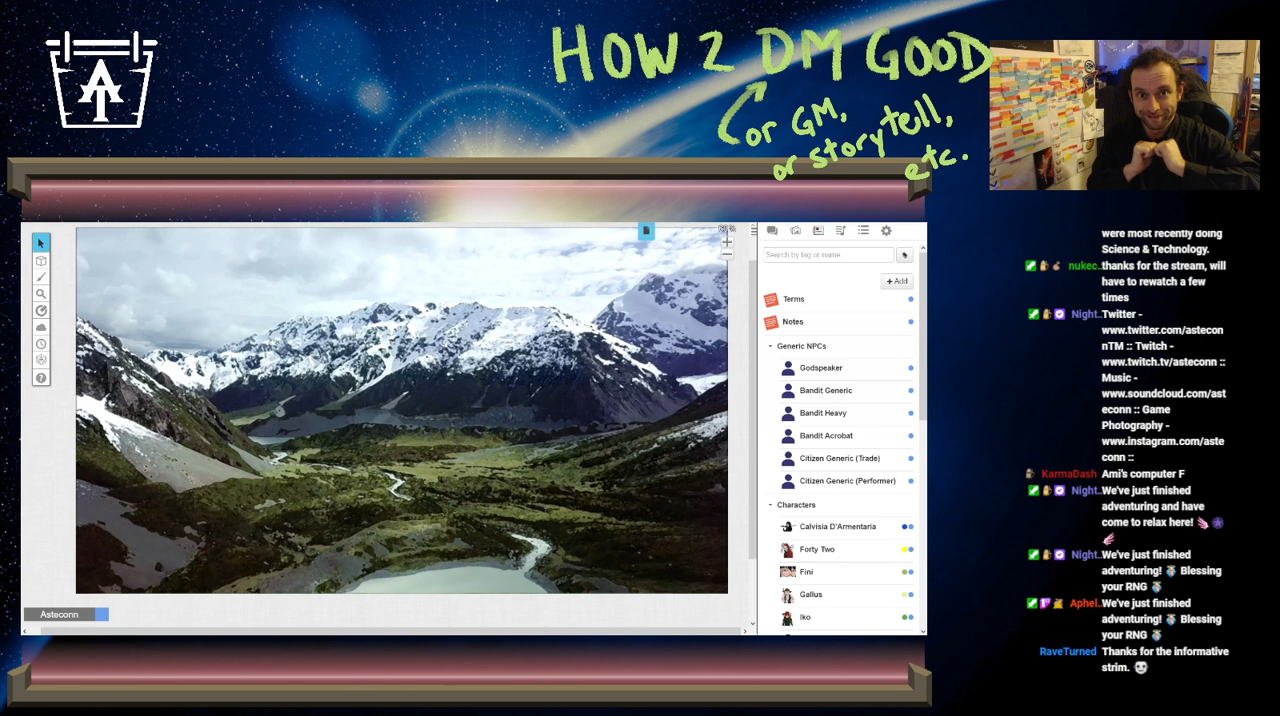 HOW 2 DM GOOD
or GM,
or storytell,
etc.
Search by tag or name...
+ Add
Terms
Notes
Generic NPCs
Godspeaker
Bandit Generic
Bandit Heavy
Bandit Acrobat
Citizen Generic (Trade)
Citizen Generic (Performer)
Characters
Calvisia D'Armentaria
Forty Two
Fini
Gallus
Iko
Asteconn
were most recently doing
Science & Technology.
nukec.. thanks for the stream, will
have to rewatch a few
times
Night.. Twitter -
www.twitter.com/astecon
nTM :: Twitch -
www.twitch.tv/asteconn ::
Music -
www.soundcloud.com/ast
econn :: Game
Photography -
www.instagram.com/aste
conn ::
KarmaDash Ami's computer F
Night.. We've just finished
adventuring and have
come to relax here!
Night.. We've just finished
adventuring! Blessing
your RNG
Aphel.. We've just finished
adventuring! Blessing
your RNG
RaveTurned Thanks for the informative
strim.